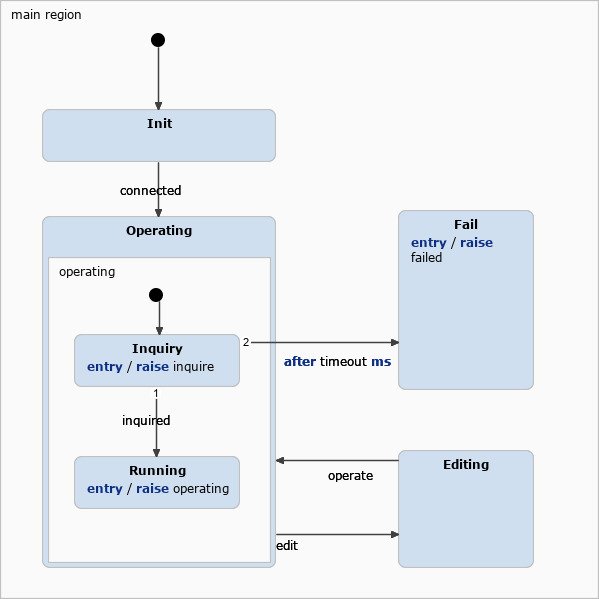 main region
Init
connected
Operating
operating
Inquiry
entry / raise inquire
1
inquired
Running
entry / raise operating
2
after timeout ms
Fail
entry / raise
failed
operate
edit
Editing